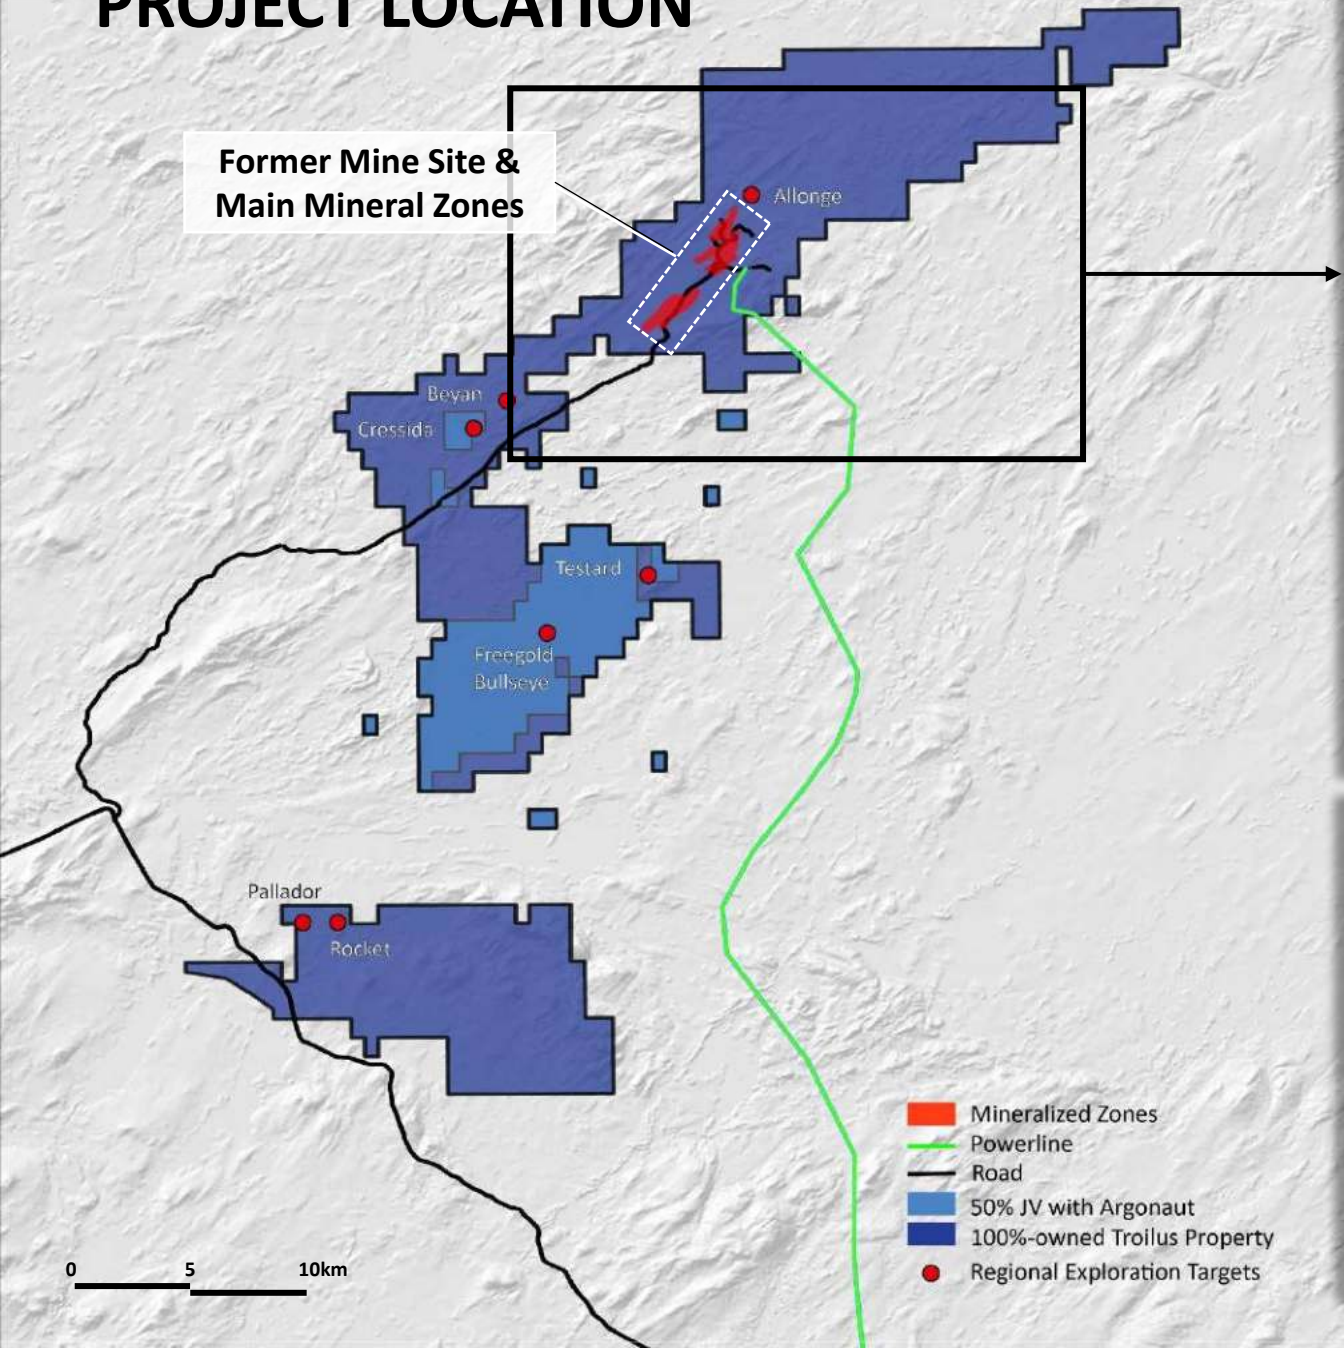 PROJECT LOCATION
Former Mine Site &
Main Mineral Zones
Allonge
Beyan
Cressida
Testard
Freegold
Bullseye
Pallador
Rocket
Mineralized Zones
Powerline
Road
50% JV with Argonaut
100%-owned Troilus Property
Regional Exploration Targets
0 5 10km